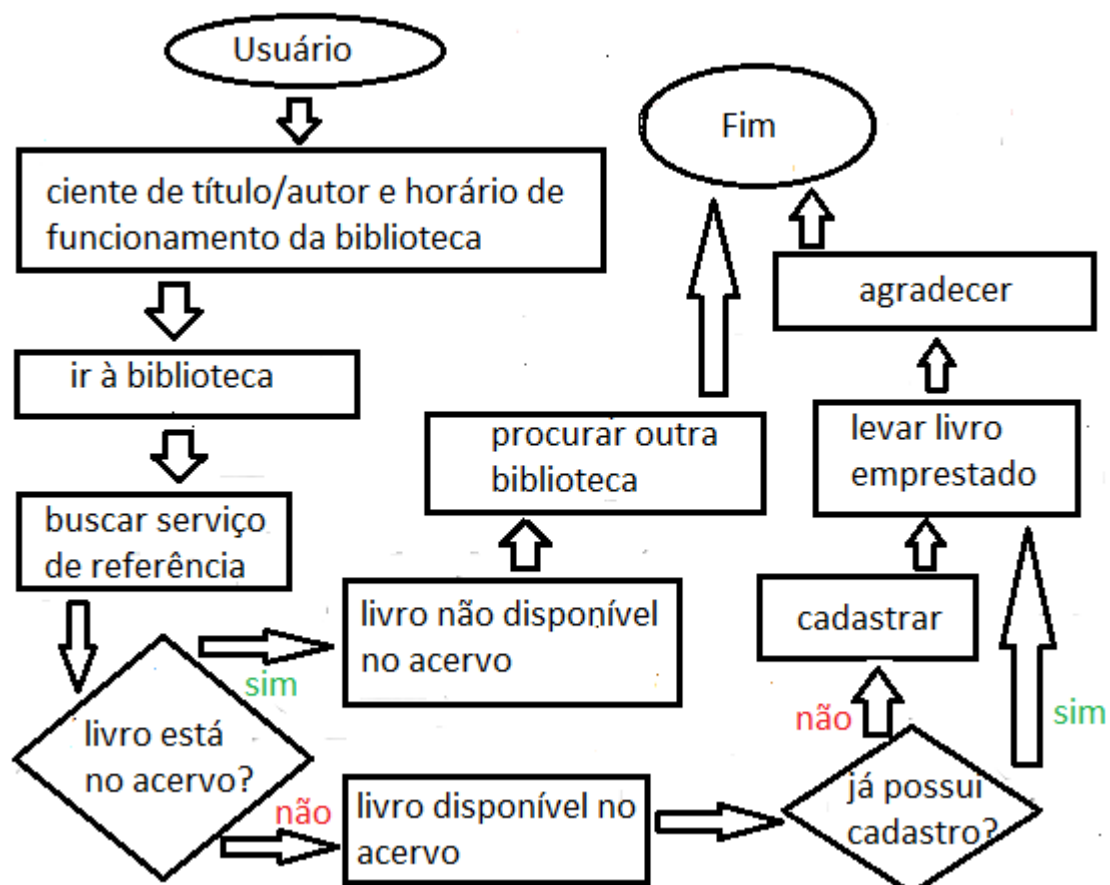 Usuário
ciente de título/autor e horário de
funcionamento da biblioteca
ir à biblioteca
buscar serviço
de referência
livro está
no acervo?
sim
livro não disponível
no acervo
procurar outra
biblioteca
não
livro disponível no
acervo
já possui
cadastro?
não
cadastrar
sim
levar livro
emprestado
agradecer
Fim